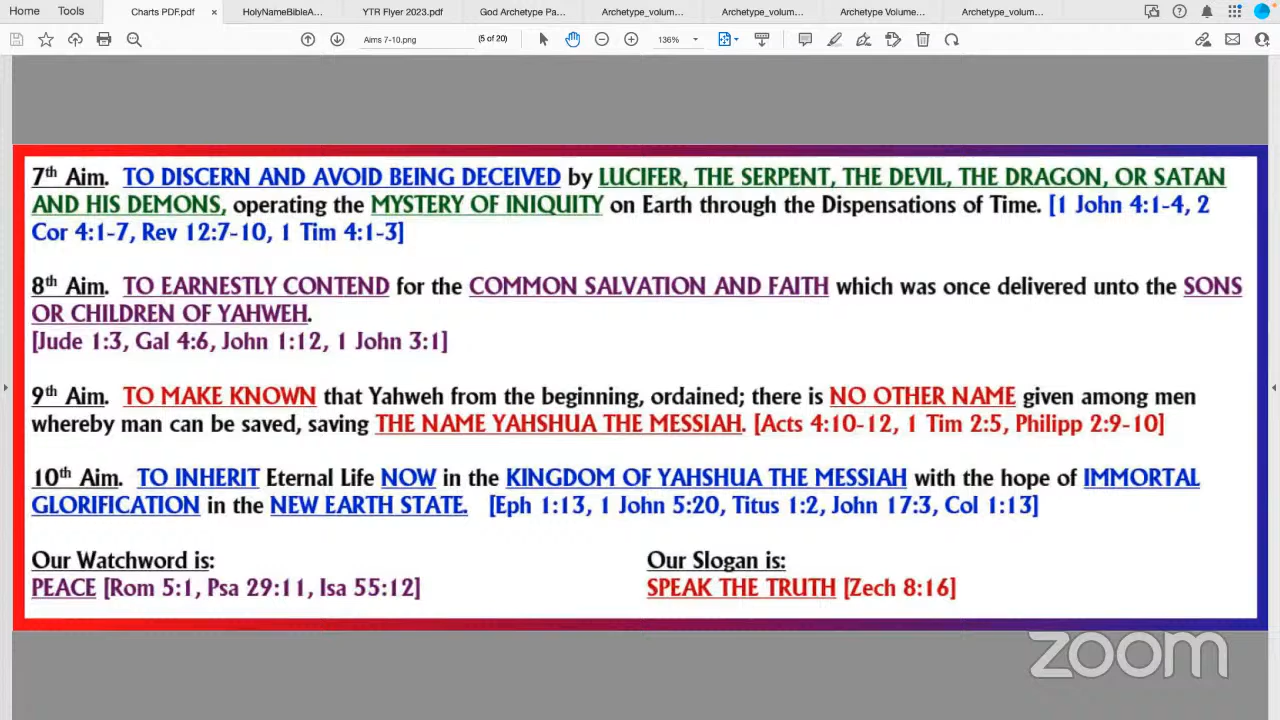 Home Tools Charts PDF.pdf × HolyNameBibleA... YTR Flyer 2023.pdf God Archetype Pa... Archetype_volum... Archetype_volum... Archetype Volume... Archetype_volum...
Aims 7-10.png (5 of 20) 136%
7th Aim. TO DISCERN AND AVOID BEING DECEIVED by LUCIFER, THE SERPENT, THE DEVIL, THE DRAGON, OR SATAN
AND HIS DEMONS, operating the MYSTERY OF INIQUITY on Earth through the Dispensations of Time. [1 John 4:1-4, 2
Cor 4:1-7, Rev 12:7-10, 1 Tim 4:1-3]
8th Aim. TO EARNESTLY CONTEND for the COMMON SALVATION AND FAITH which was once delivered unto the SONS
OR CHILDREN OF YAHWEH.
[Jude 1:3, Gal 4:6, John 1:12, 1 John 3:1]
9th Aim. TO MAKE KNOWN that Yahweh from the beginning, ordained; there is NO OTHER NAME given among men
whereby man can be saved, saving THE NAME YAHSHUA THE MESSIAH. [Acts 4:10-12, 1 Tim 2:5, Philipp 2:9-10]
10th Aim. TO INHERIT Eternal Life NOW in the KINGDOM OF YAHSHUA THE MESSIAH with the hope of IMMORTAL
GLORIFICATION in the NEW EARTH STATE. [Eph 1:13, 1 John 5:20, Titus 1:2, John 17:3, Col 1:13]
Our Watchword is:
PEACE [Rom 5:1, Psa 29:11, Isa 55:12]
Our Slogan is:
SPEAK THE TRUTH [Zech 8:16]
zoom